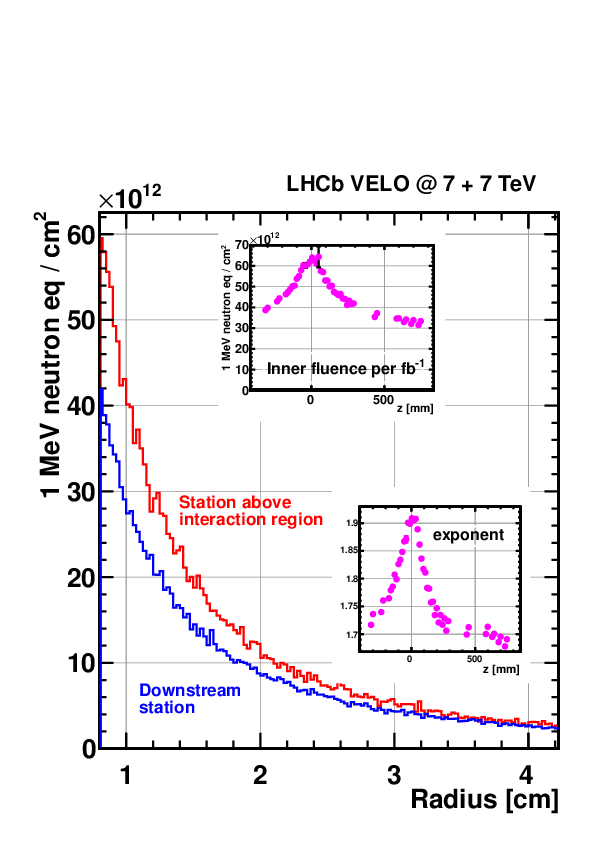 LHCb VELO @ 7 + 7 TeV
×10¹²
1 MeV neutron eq / cm²
60
50
40
30
20
10
0
×10¹²
1 MeV neutron eq / cm²
70
60
50
40
30
20
10
0
Inner fluence per fb⁻¹
0 500
z [mm]
Station above
interaction region
exponent
1.9
1.85
1.8
1.75
1.7
0 500
z [mm]
Downstream
station
1 2 3 4
Radius [cm]